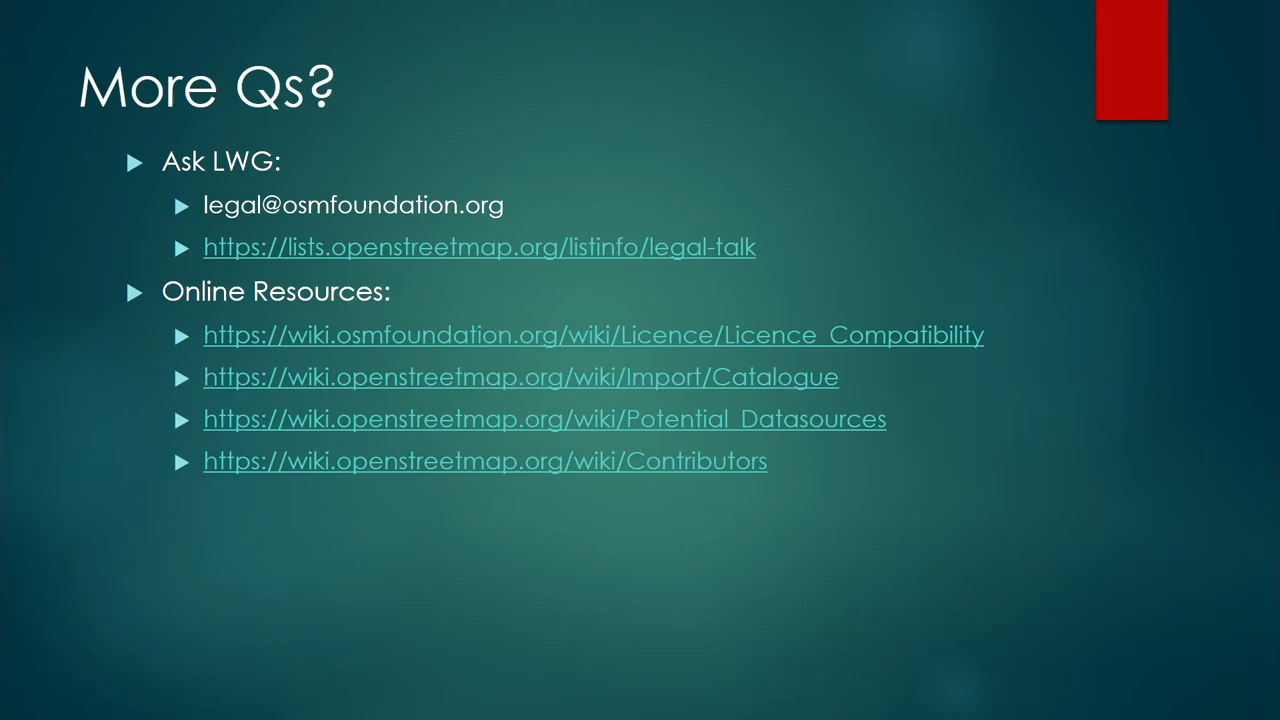 More Qs?
Ask LWG:
legal@osmfoundation.org
https://lists.openstreetmap.org/listinfo/legal-talk
Online Resources:
https://wiki.osmfoundation.org/wiki/Licence/Licence_Compatibility
https://wiki.openstreetmap.org/wiki/Import/Catalogue
https://wiki.openstreetmap.org/wiki/Potential_Datasources
https://wiki.openstreetmap.org/wiki/Contributors